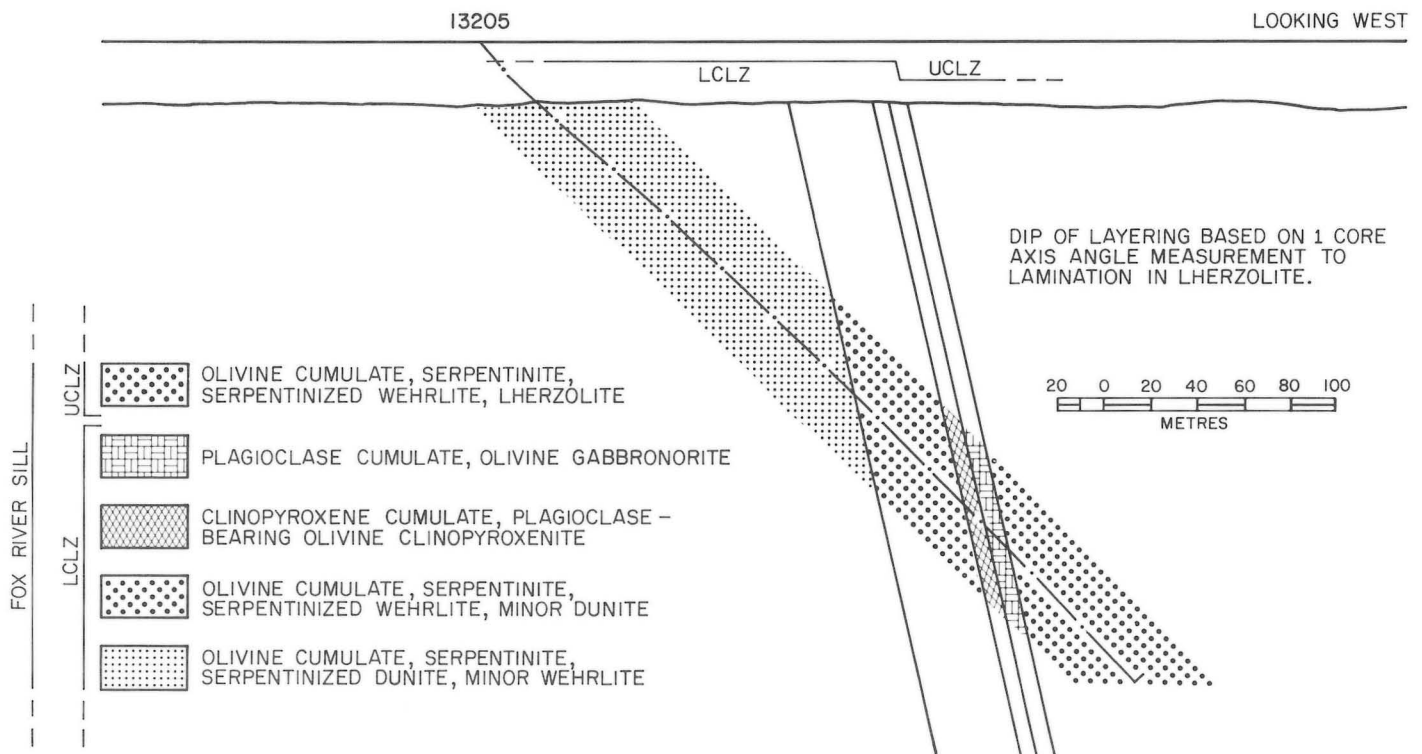 13205
LOOKING WEST
LCLZ
UCLZ
DIP OF LAYERING BASED ON 1 CORE
AXIS ANGLE MEASUREMENT TO
LAMINATION IN LHERZOLITE.
20 0 20 40 60 80 100
METRES
FOX RIVER SILL
UCLZ
LCLZ
OLIVINE CUMULATE, SERPENTINITE,
SERPENTINIZED WEHRLITE, LHERZOLITE
PLAGIOCLASE CUMULATE, OLIVINE GABBRONORITE
CLINOPYROXENE CUMULATE, PLAGIOCLASE-
BEARING OLIVINE CLINOPYROXENITE
OLIVINE CUMULATE, SERPENTINITE,
SERPENTINIZED WEHRLITE, MINOR DUNITE
OLIVINE CUMULATE, SERPENTINITE,
SERPENTINIZED DUNITE, MINOR WEHRLITE